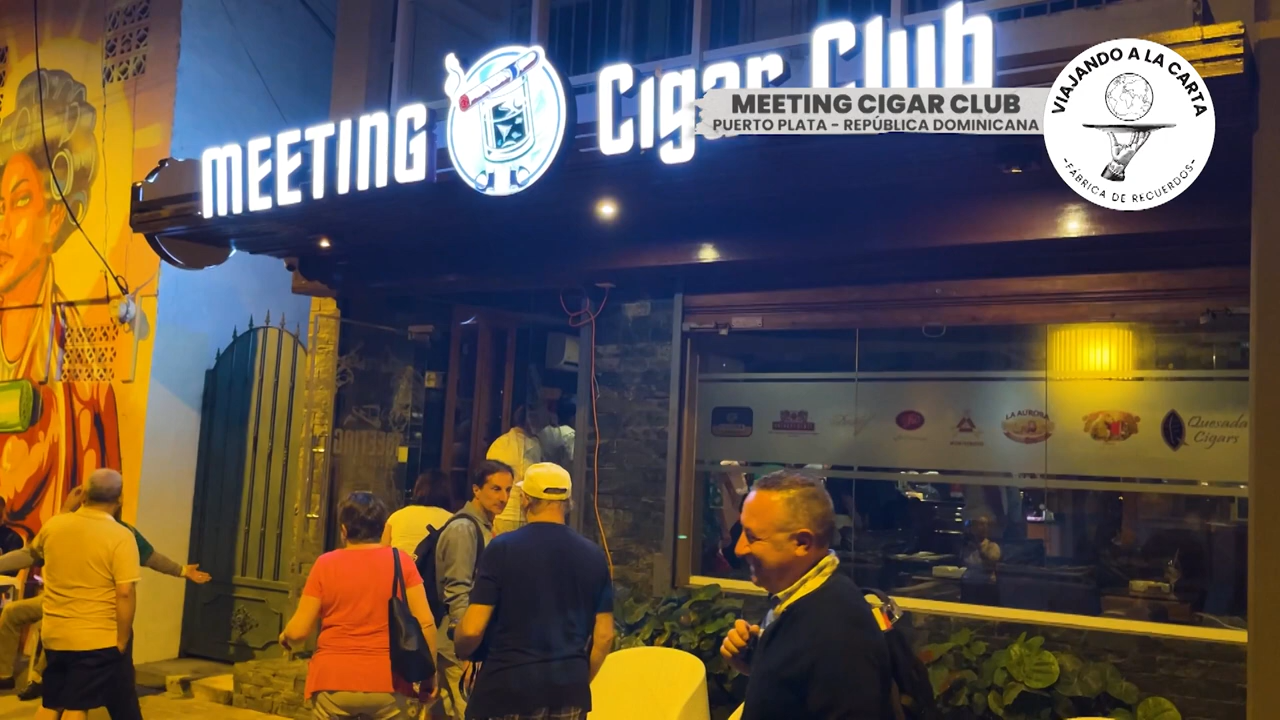 MEETING Cigar Club
MEETING CIGAR CLUB
PUERTO PLATA - REPÚBLICA DOMINICANA
VIAJANDO A LA CARTA
-FÁBRICA DE RECUERDOS-
LA AURORA
Quesada
Cigars
MEETING